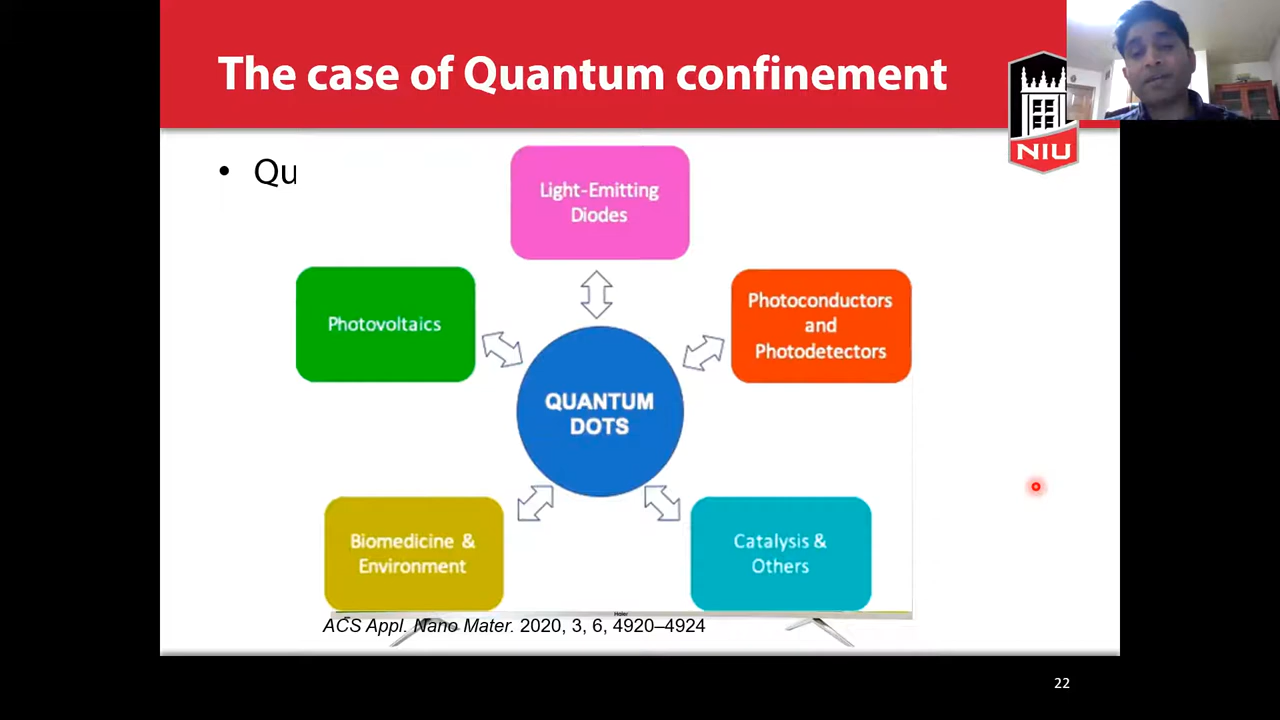 The case of Quantum confinement
NIU
• Qu
Light-Emitting
Diodes
Photovoltaics
Photoconductors
and
Photodetectors
QUANTUM
DOTS
Biomedicine &
Environment
Catalysis &
Others
Haier
ACS Appl. Nano Mater. 2020, 3, 6, 4920–4924
22